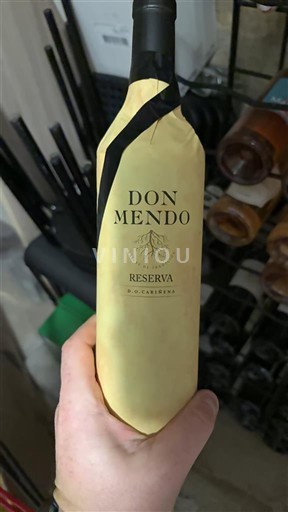 DON
MENDO
VINIOU
RESERVA
D.O. CARIÑENA